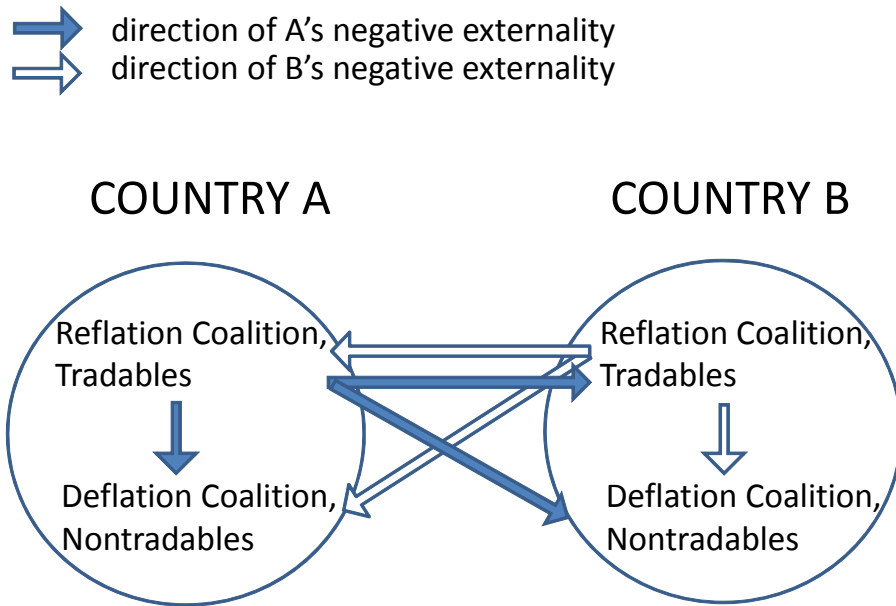 direction of A’s negative externality
direction of B’s negative externality
COUNTRY A
COUNTRY B
Reflation Coalition,
Tradables
Deflation Coalition,
Nontradables
Reflation Coalition,
Tradables
Deflation Coalition,
Nontradables